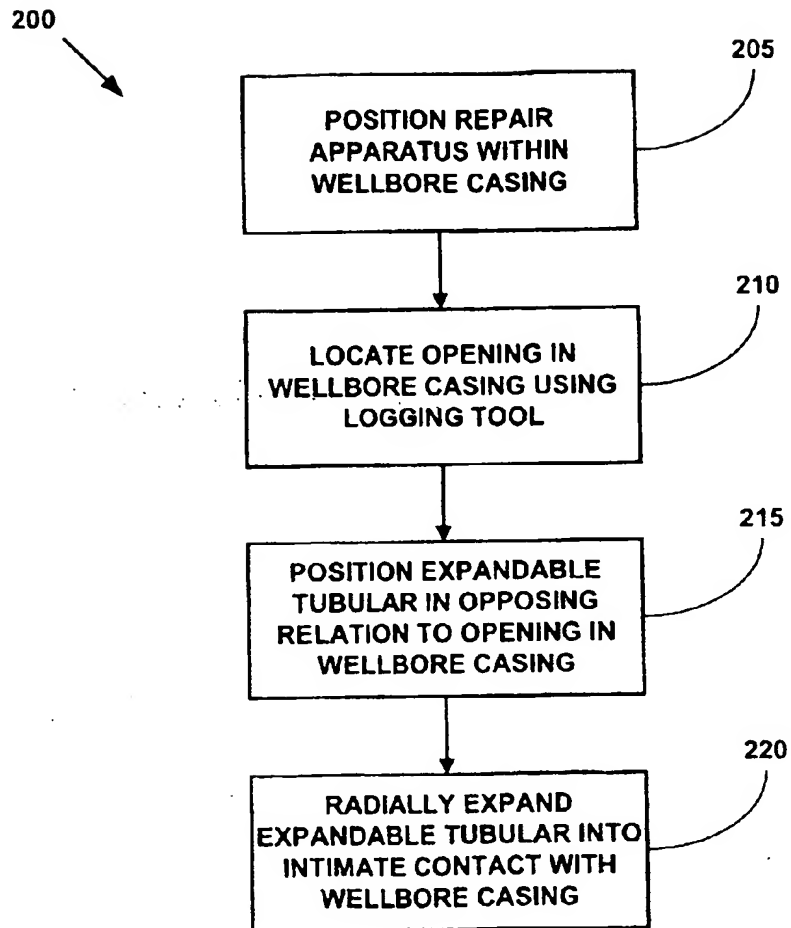 200
205
POSITION REPAIR
APPARATUS WITHIN
WELLBORE CASING
210
LOCATE OPENING IN
WELLBORE CASING USING
LOGGING TOOL
215
POSITION EXPANDABLE
TUBULAR IN OPPOSING
RELATION TO OPENING IN
WELLBORE CASING
220
RADIALLY EXPAND
EXPANDABLE TUBULAR INTO
INTIMATE CONTACT WITH
WELLBORE CASING